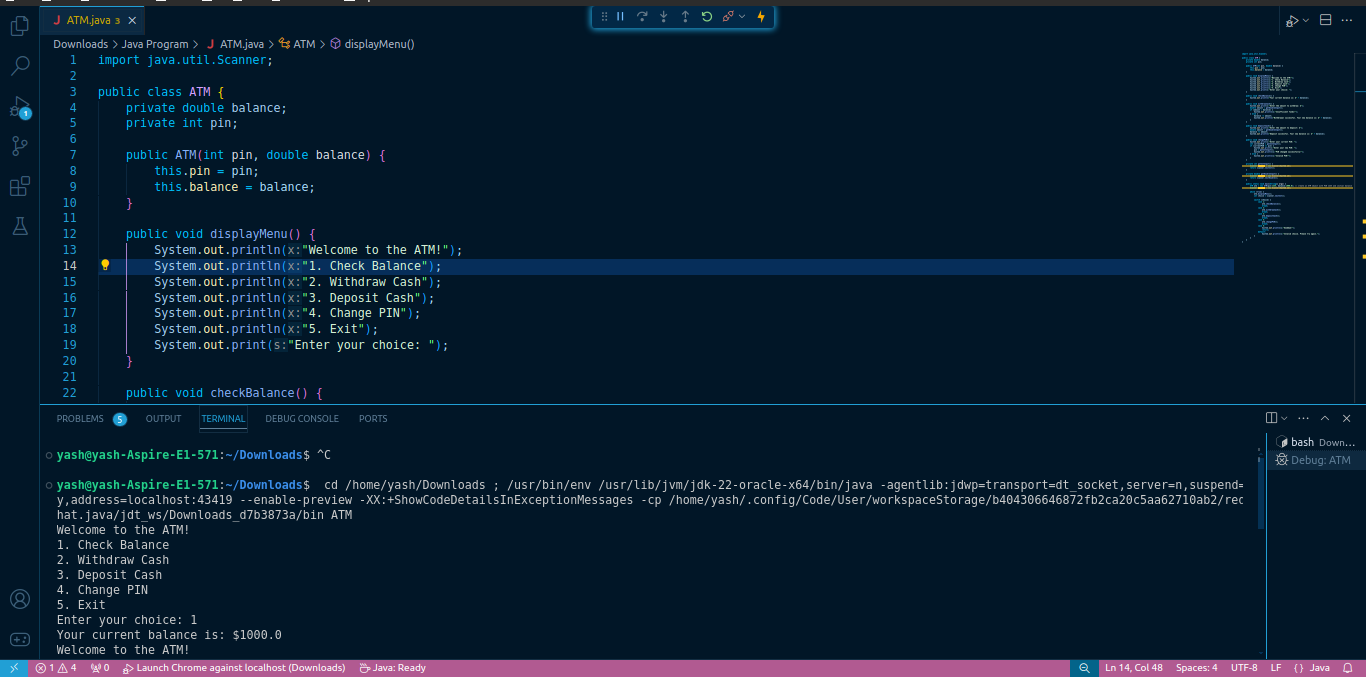 ATM.java 3
Downloads > Java Program > J ATM.java > ATM > displayMenu()
1 import java.util.Scanner;
2
3 public class ATM {
4 private double balance;
5 private int pin;
6
7 public ATM(int pin, double balance) {
8 this.pin = pin;
9 this.balance = balance;
10 }
11
12 public void displayMenu() {
13 System.out.println(x:"Welcome to the ATM!");
14 System.out.println(x:"1. Check Balance");
15 System.out.println(x:"2. Withdraw Cash");
16 System.out.println(x:"3. Deposit Cash");
17 System.out.println(x:"4. Change PIN");
18 System.out.println(x:"5. Exit");
19 System.out.print(s:"Enter your choice: ");
20 }
21
22 public void checkBalance() {
1
PROBLEMS 5 OUTPUT TERMINAL DEBUG CONSOLE PORTS
bash Down...
Debug: ATM
yash@yash-Aspire-E1-571:~/Downloads$ ^C
yash@yash-Aspire-E1-571:~/Downloads$ cd /home/yash/Downloads ; /usr/bin/env /usr/lib/jvm/jdk-22-oracle-x64/bin/java -agentlib:jdwp=transport=dt_socket,server=n,suspend=
y,address=localhost:43419 --enable-preview -XX:+ShowCodeDetailsInExceptionMessages -cp /home/yash/.config/Code/User/workspaceStorage/b404306646872fb2ca20c5aa62710ab2/red
hat.java/jdt_ws/Downloads_d7b3873a/bin ATM
Welcome to the ATM!
1. Check Balance
2. Withdraw Cash
3. Deposit Cash
4. Change PIN
5. Exit
Enter your choice: 1
Your current balance is: $1000.0
Welcome to the ATM!
1 4 0 Launch Chrome against localhost (Downloads) Java: Ready Ln 14, Col 48 Spaces: 4 UTF-8 LF {} Java